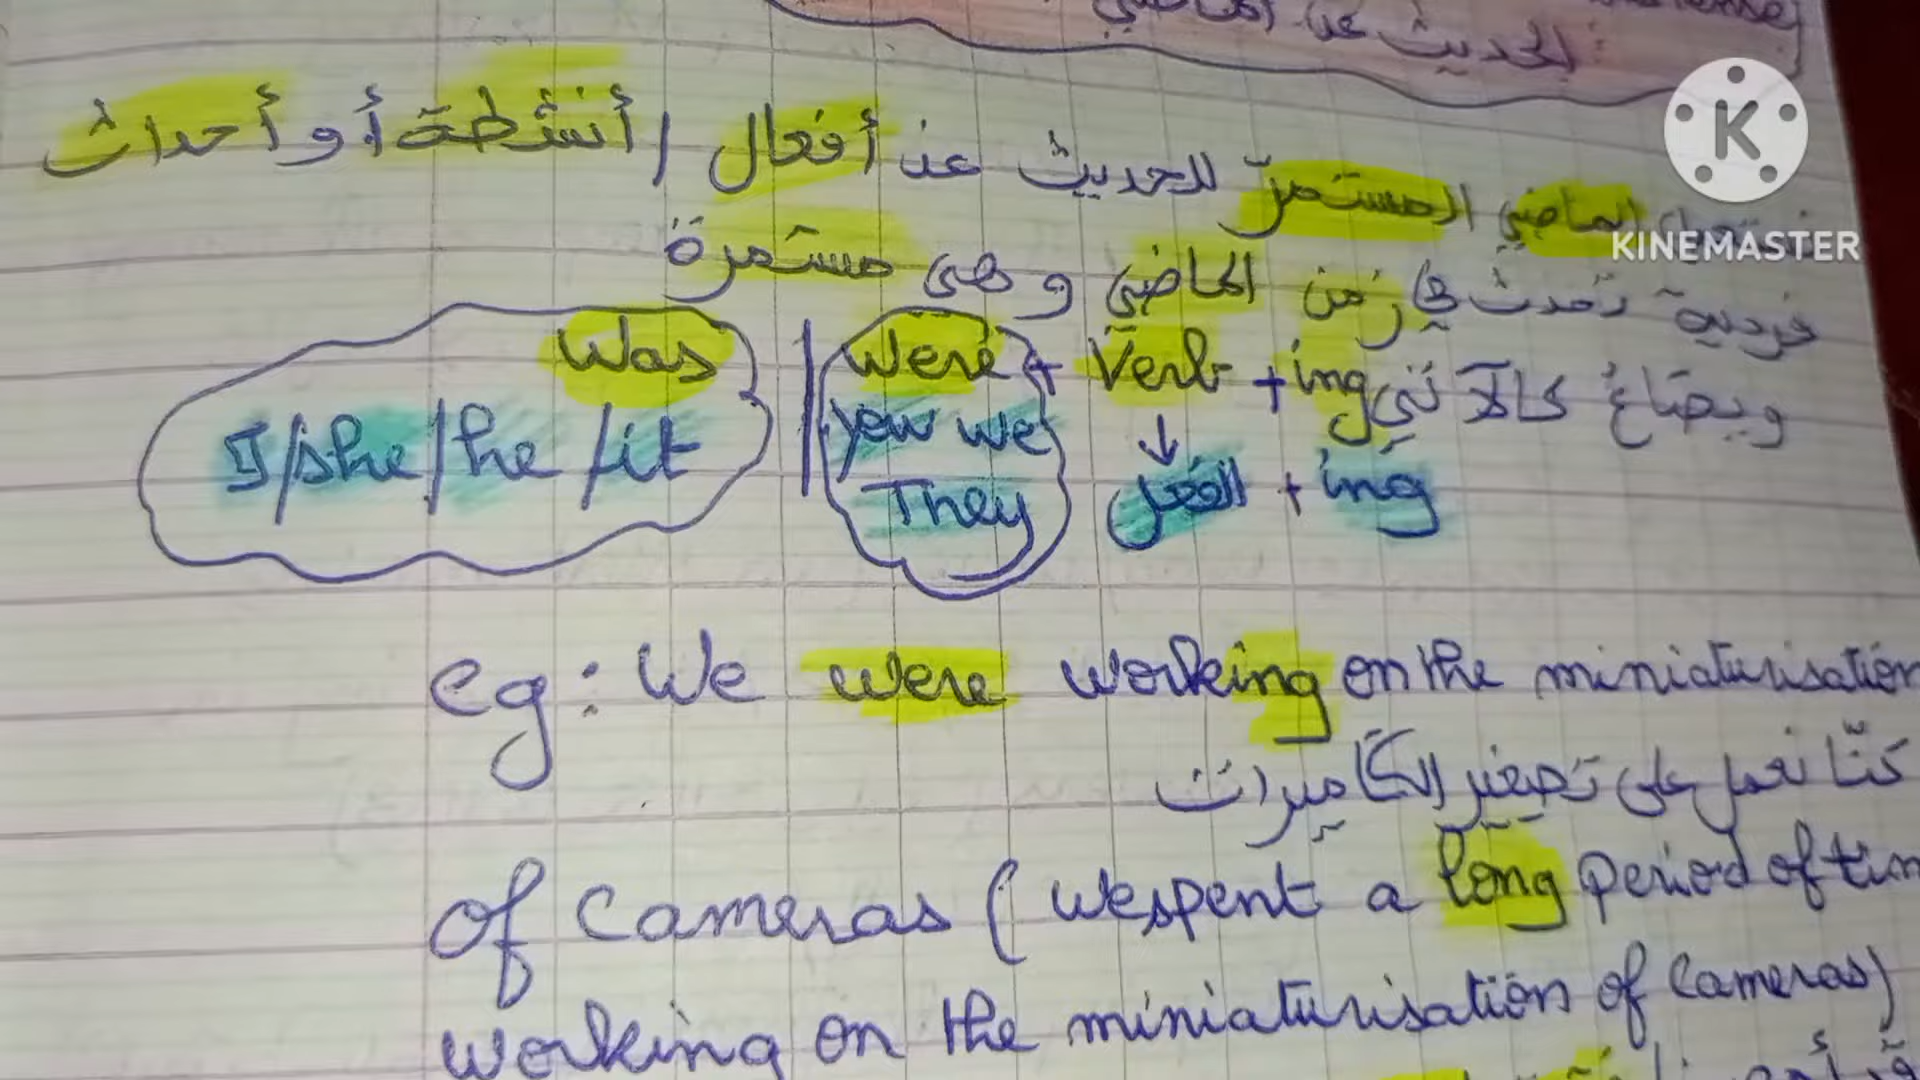 الحديث عن الماضي
نستعمل الماضي المستمرّ للحديث عن أفعال / أنشطة أو أحداث
فردية تحدث في زمن الماضي وهي مستمرة
ويصاغ كالآتي
Was | Were + Verb + ing
I/she/he/it you we ↓
They الفعل + ing
eg: We were working on the miniaturisation
كنّا نعمل على تصغير الكاميرات
of cameras ( we spent a long period of tim
working on the miniaturisation of cameras)
K
KINEMASTER